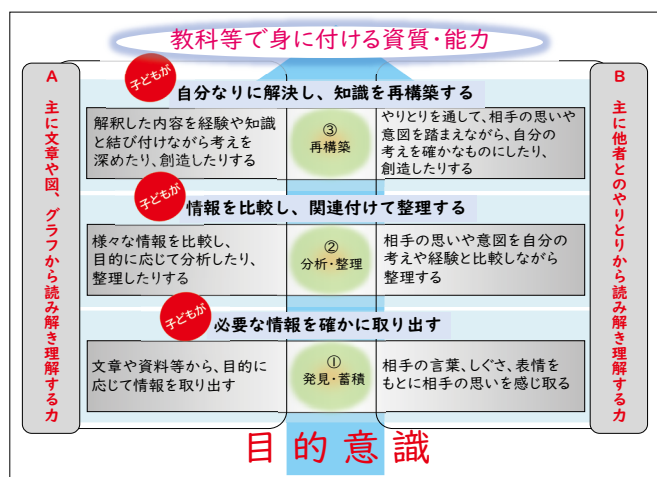 教科等で身に付ける資質・能力
A 主に文章や図、グラフから読み解き理解する力
子どもが
自分なりに解決し、知識を再構築する
解釈した内容を経験や知識
と結び付けながら考えを
深めたり、創造したりする
③
再構築
やりとりを通して、相手の思いや
意図を踏まえながら、自分の
考えを確かなものにしたり、
創造したりする
子どもが
情報を比較し、関連付けて整理する
様々な情報を比較し、
目的に応じて分析したり、
整理したりする
②
分析・整理
相手の思いや意図を自分の
考えや経験と比較しながら
整理する
子どもが
必要な情報を確かに取り出す
文章や資料等から、目的に
応じて情報を取り出す
①
発見・蓄積
相手の言葉、しぐさ、表情を
もとに相手の思いを感じ取る
B 主に他者とのやりとりから読み解き理解する力
目的意識